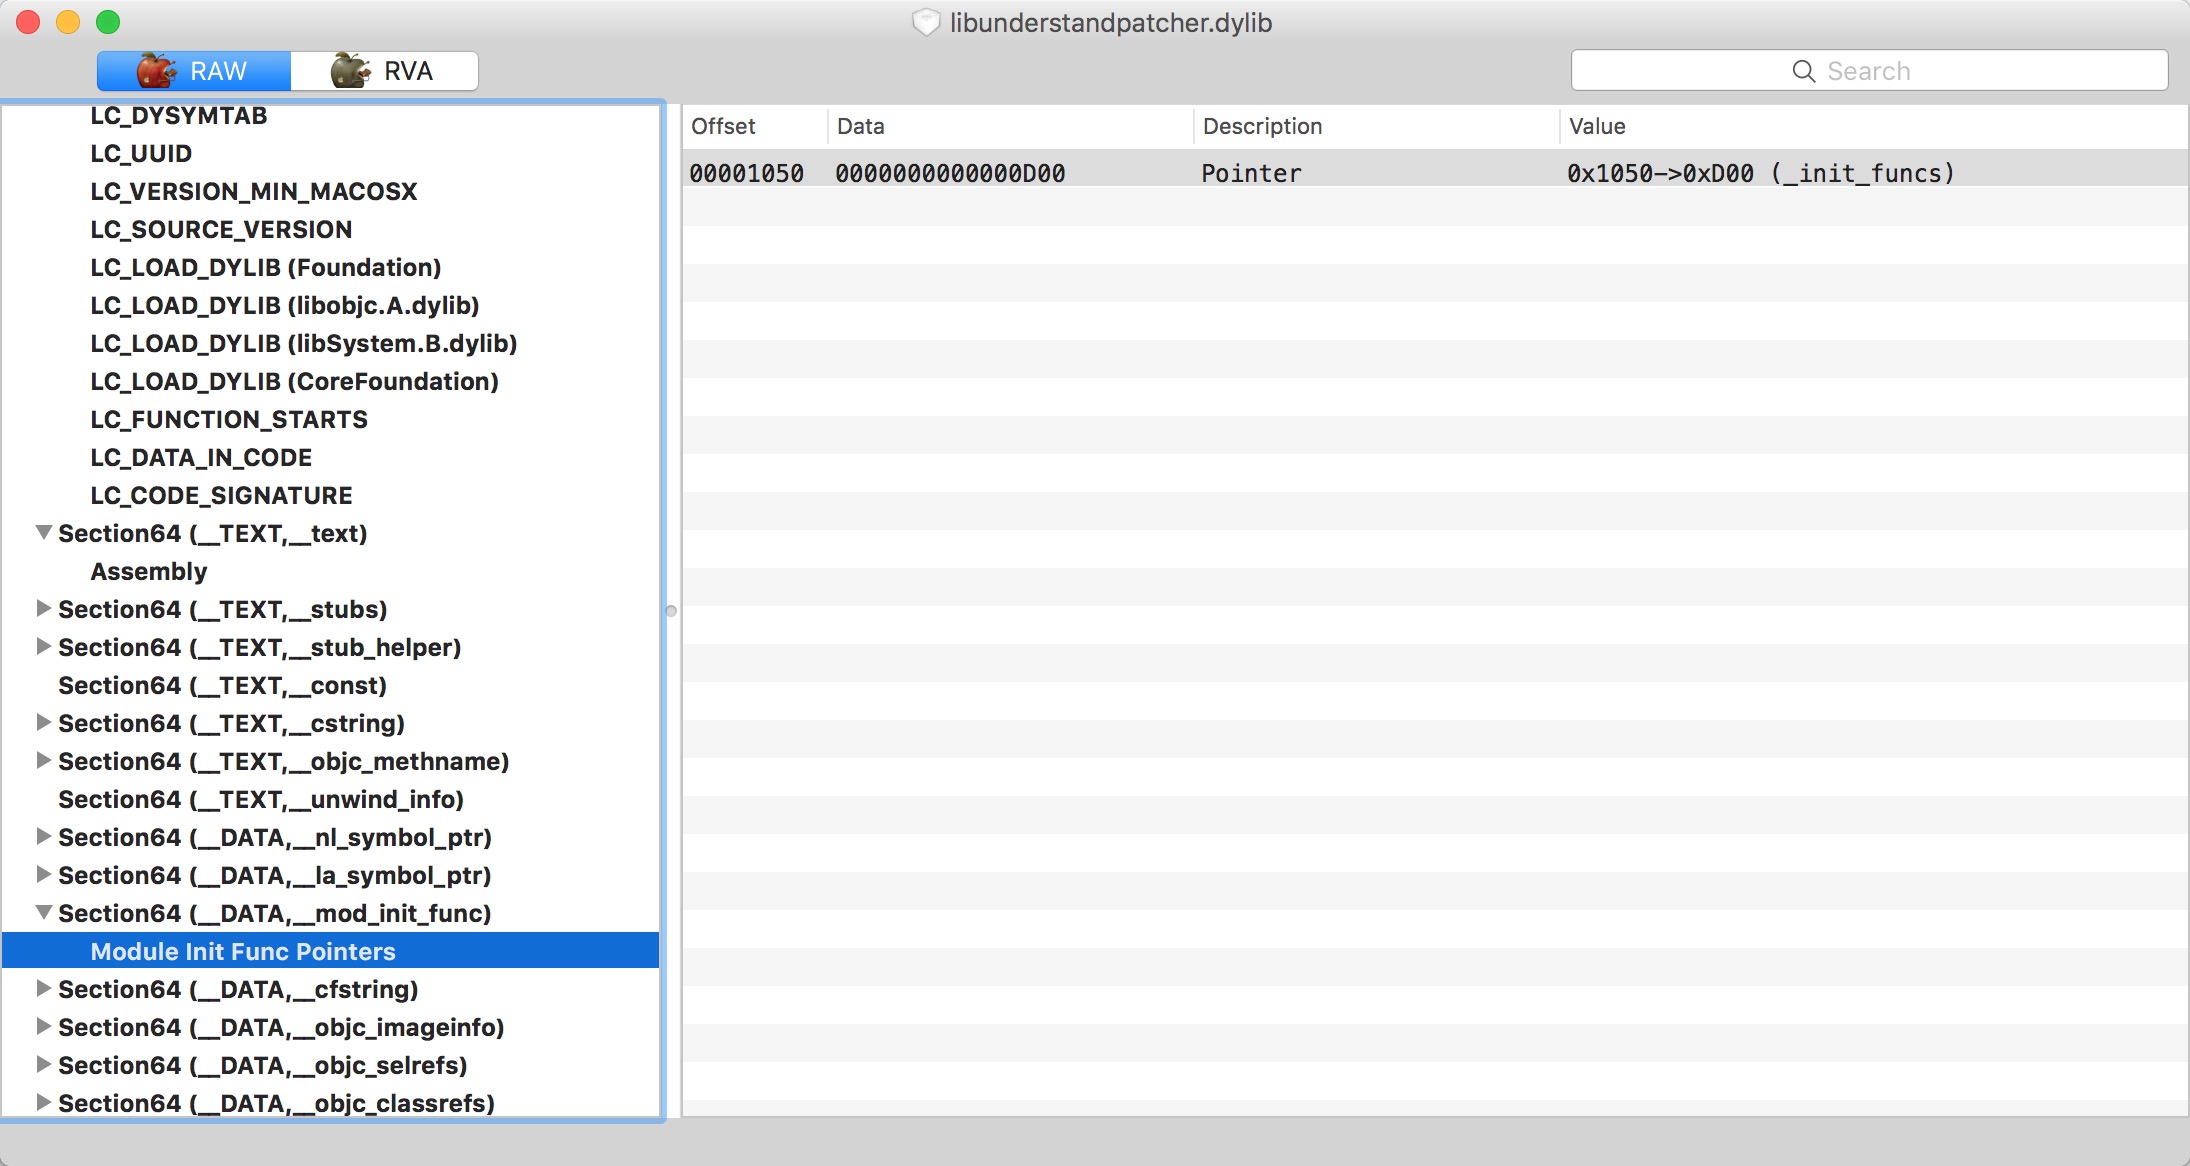 libunderstandpatcher.dylib
RAW RVA Search
LC_DYSYMTAB
LC_UUID
LC_VERSION_MIN_MACOSX
LC_SOURCE_VERSION
LC_LOAD_DYLIB (Foundation)
LC_LOAD_DYLIB (libobjc.A.dylib)
LC_LOAD_DYLIB (libSystem.B.dylib)
LC_LOAD_DYLIB (CoreFoundation)
LC_FUNCTION_STARTS
LC_DATA_IN_CODE
LC_CODE_SIGNATURE
Section64 (__TEXT,__text)
Assembly
Section64 (__TEXT,__stubs)
Section64 (__TEXT,__stub_helper)
Section64 (__TEXT,__const)
Section64 (__TEXT,__cstring)
Section64 (__TEXT,__objc_methname)
Section64 (__TEXT,__unwind_info)
Section64 (__DATA,__nl_symbol_ptr)
Section64 (__DATA,__la_symbol_ptr)
Section64 (__DATA,__mod_init_func)
Module Init Func Pointers
Section64 (__DATA,__cfstring)
Section64 (__DATA,__objc_imageinfo)
Section64 (__DATA,__objc_selrefs)
Section64 (__DATA,__objc_classrefs)
Offset Data Description Value
00001050 0000000000000D00 Pointer 0x1050->0xD00 (_init_funcs)